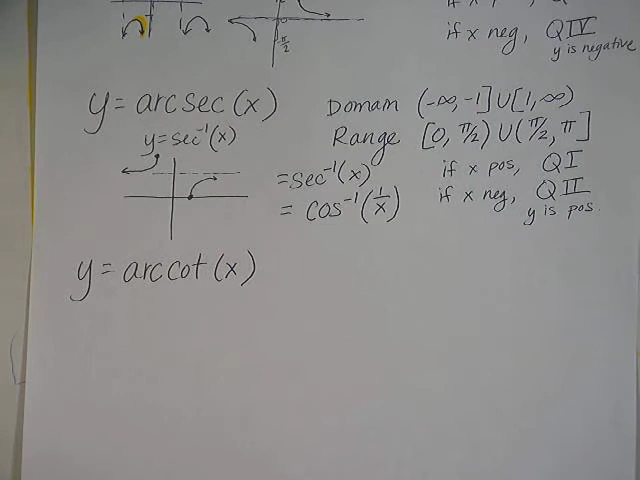 if x neg, QIV
y is negative
π/2
y = arcsec(x)
Domain (-∞, -1] U [1, ∞)
y = sec⁻¹(x)
Range [0, π/2) U (π/2, π]
= sec⁻¹(x)
if x pos, QI
= cos⁻¹(1/x)
if x neg, QII
y is pos.
y = arccot(x)